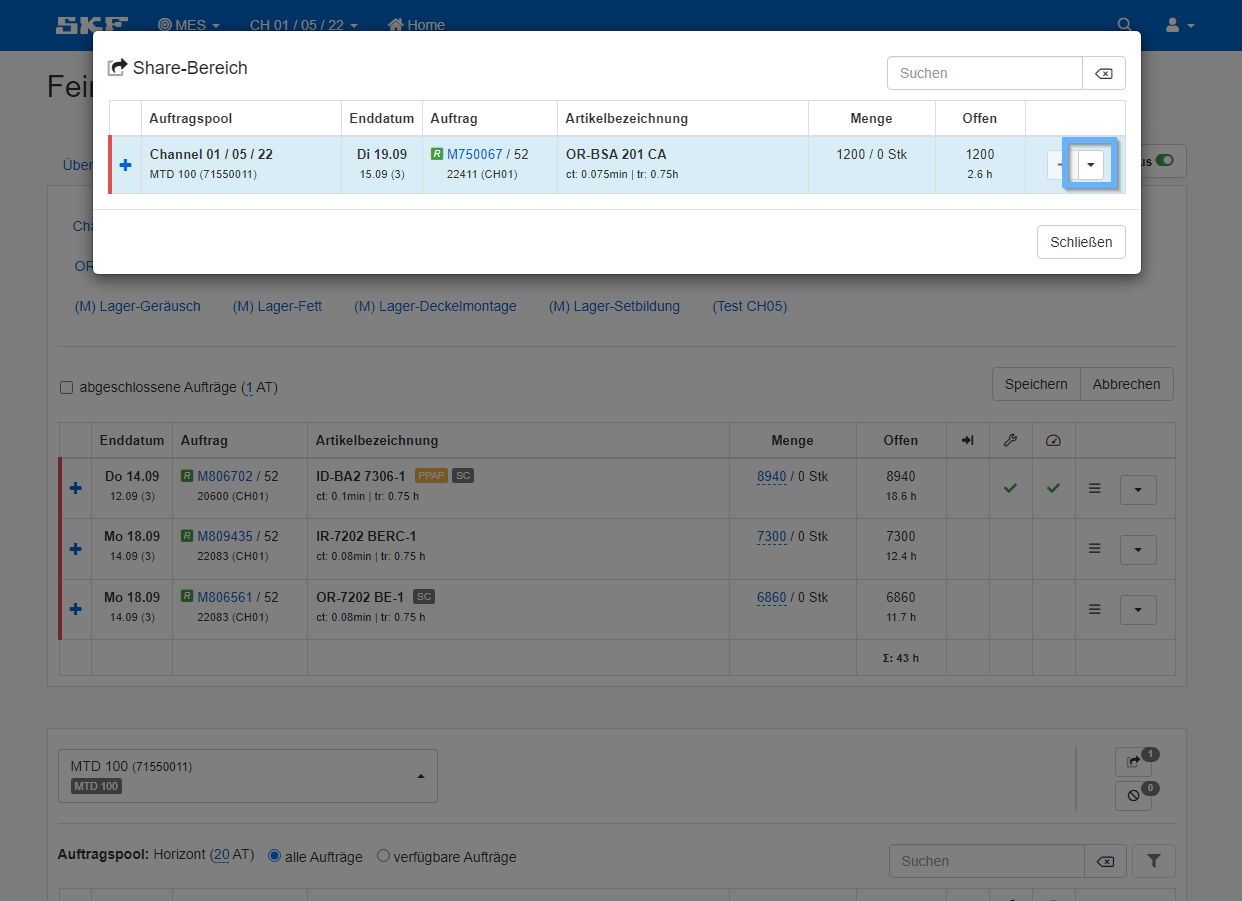 SKF MES CH 01 / 05 / 22 Home
Share-Bereich
Suchen
Auftragspool Enddatum Auftrag Artikelbezeichnung Menge Offen
Channel 01 / 05 / 22 Di 19.09 R M750067 / 52 OR-BSA 201 CA 1200 / 0 Stk 1200
MTD 100 (71550011) 15.09 (3) 22411 (CH01) ct: 0.075min | tr: 0.75h 2.6 h
Schließen
(M) Lager-Geräusch (M) Lager-Fett (M) Lager-Deckelmontage (M) Lager-Setbildung (Test CH05)
abgeschlossene Aufträge (1 AT)
Speichern Abbrechen
Enddatum Auftrag Artikelbezeichnung Menge Offen
Do 14.09 R M806702 / 52 ID-BA2 7306-1 PPAP SC 8940 / 0 Stk 8940
12.09 (3) 20600 (CH01) ct: 0.1min | tr: 0.75 h 18.6 h
Mo 18.09 R M809435 / 52 IR-7202 BERC-1 7300 / 0 Stk 7300
14.09 (3) 22083 (CH01) ct: 0.08min | tr: 0.75 h 12.4 h
Mo 18.09 R M806561 / 52 OR-7202 BE-1 SC 6860 / 0 Stk 6860
14.09 (3) 22083 (CH01) ct: 0.08min | tr: 0.75 h 11.7 h
Σ: 43 h
MTD 100 (71550011)
MTD 100
1
0
Auftragspool: Horizont (20 AT) alle Aufträge verfügbare Aufträge
Suchen